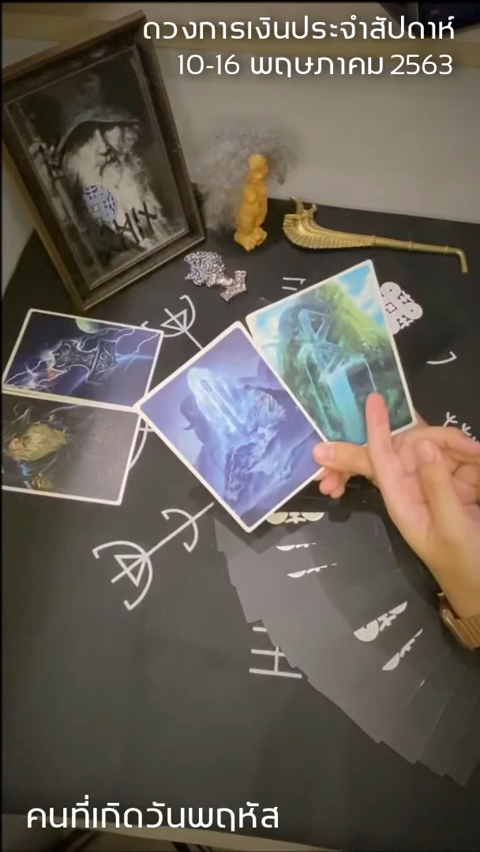 ดวงการเงินประจำสัปดาห์
10-16 พฤษภาคม 2563
คนที่เกิดวันพฤหัส